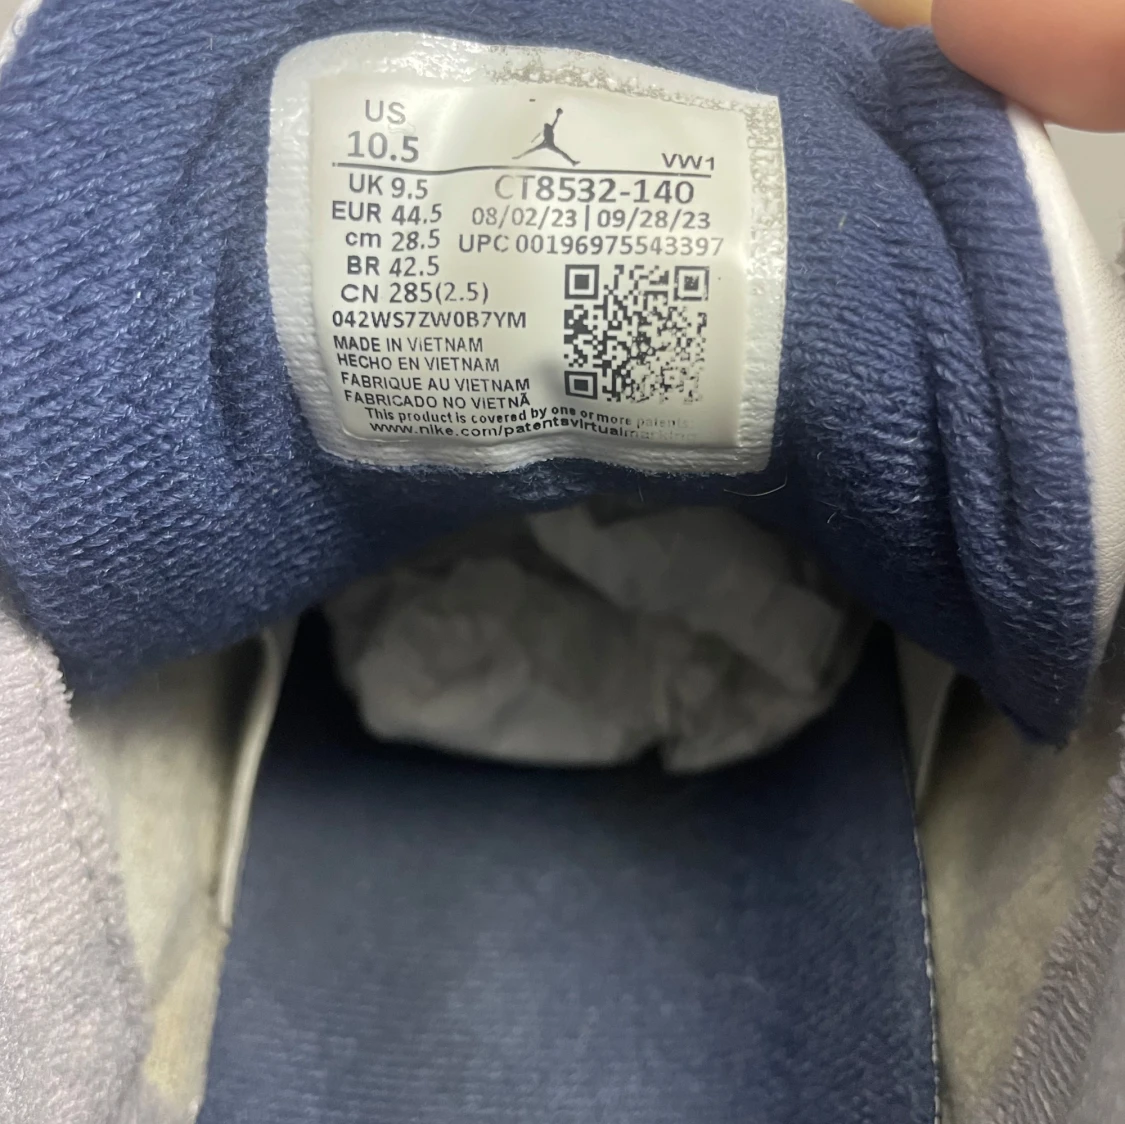 US
10.5
VW1
UK 9.5
CT8532-140
EUR 44.5
08/02/23 | 09/28/23
cm 28.5
UPC 00196975543397
BR 42.5
CN 285(2.5)
042WS7ZW0B7YM
MADE IN VIETNAM
HECHO EN VIETNAM
FABRIQUE AU VIETNAM
FABRICADO NO VIETNÃ
This product is covered by one or more patents.
www.nike.com/patentsvirtualmarking